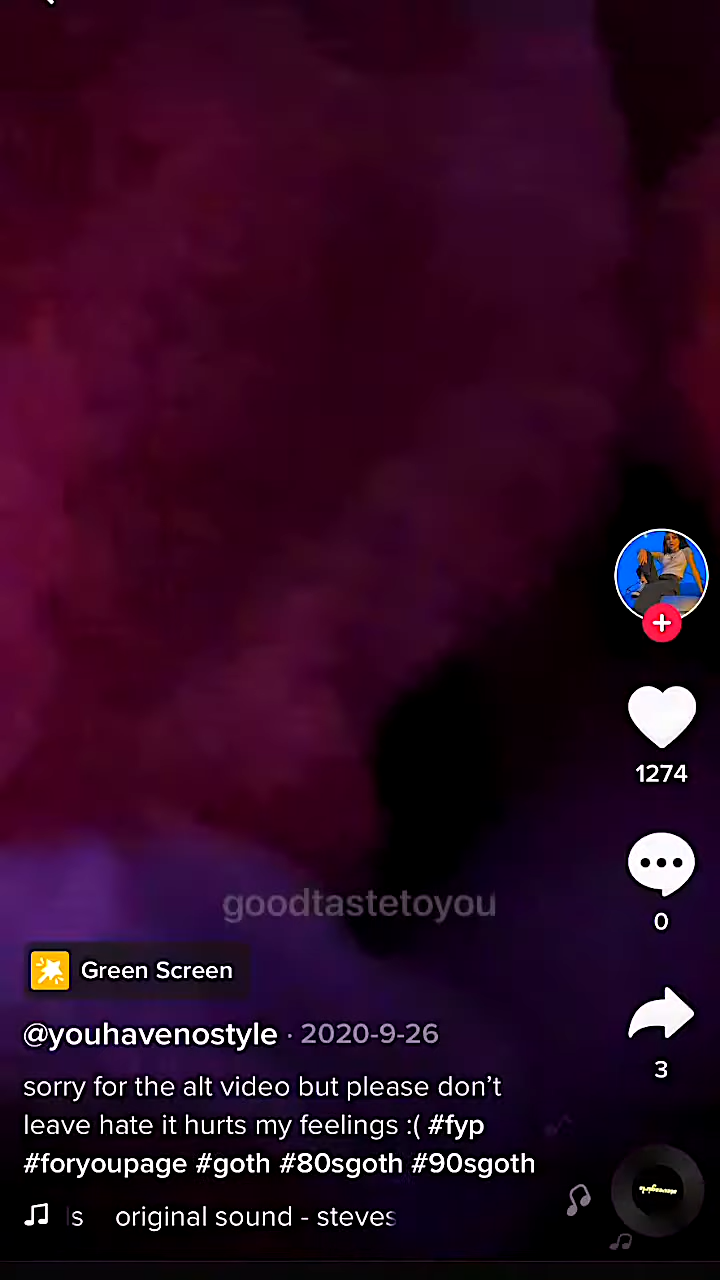 1274
0
3
goodtastetoyou
Green Screen
@youhavenostyle · 2020-9-26
sorry for the alt video but please don’t
leave hate it hurts my feelings :( #fyp
#foryoupage #goth #80sgoth #90sgoth
ls original sound - steves